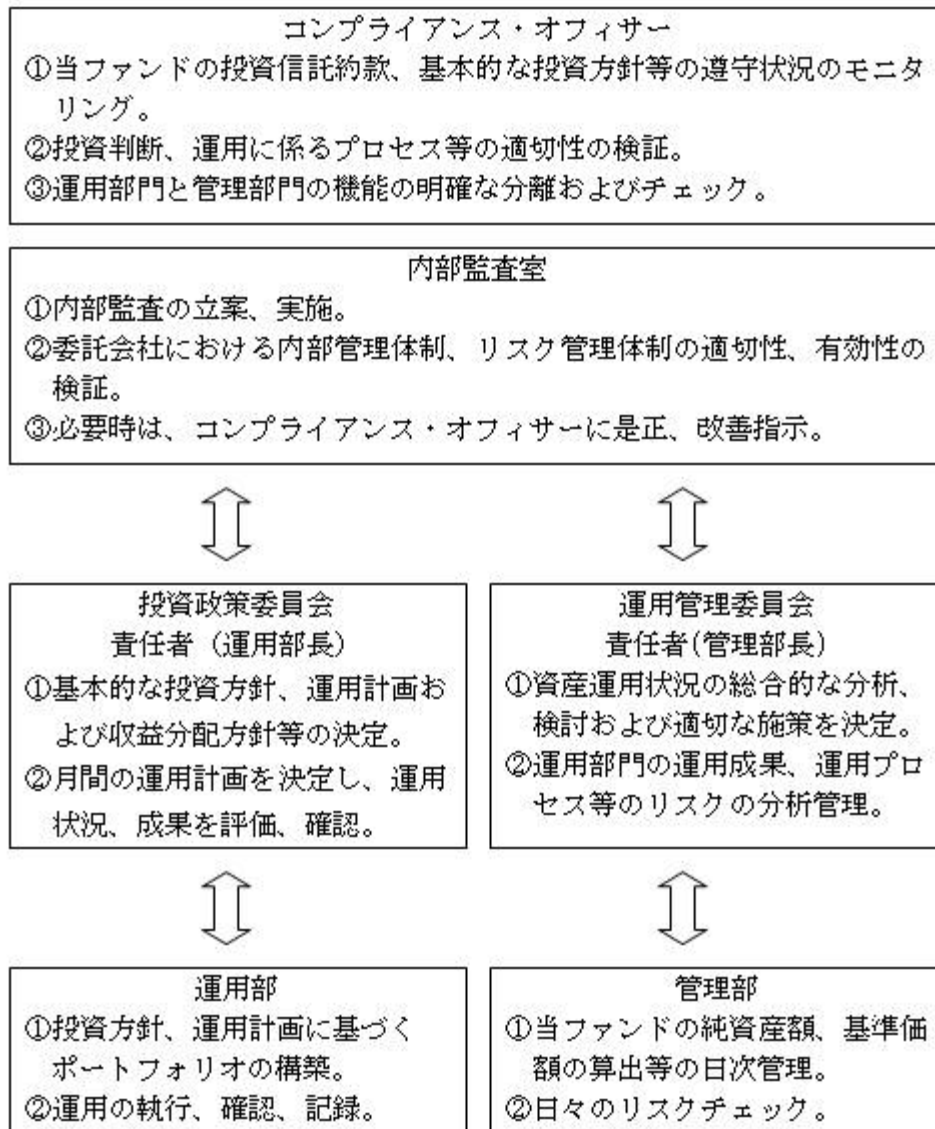 コンプライアンス・オフィサー
①当ファンドの投資信託約款、基本的な投資方針等の遵守状況のモニタ
リング。
②投資判断、運用に係るプロセス等の適切性の検証。
③運用部門と管理部門の機能の明確な分離およびチェック。
内部監査室
①内部監査の立案、実施。
②委託会社における内部管理体制、リスク管理体制の適切性、有効性の
検証。
③必要時は、コンプライアンス・オフィサーに是正、改善指示。
投資政策委員会
責任者（運用部長）
①基本的な投資方針、運用計画お
よび収益分配方針等の決定。
②月間の運用計画を決定し、運用
状況、成果を評価、確認。
運用管理委員会
責任者(管理部長)
①資産運用状況の総合的な分析、
検討および適切な施策を決定。
②運用部門の運用成果、運用プロ
セス等のリスクの分析管理。
運用部
①投資方針、運用計画に基づく
ポートフォリオの構築。
②運用の執行、確認、記録。
管理部
①当ファンドの純資産額、基準価
額の算出等の日次管理。
②日々のリスクチェック。